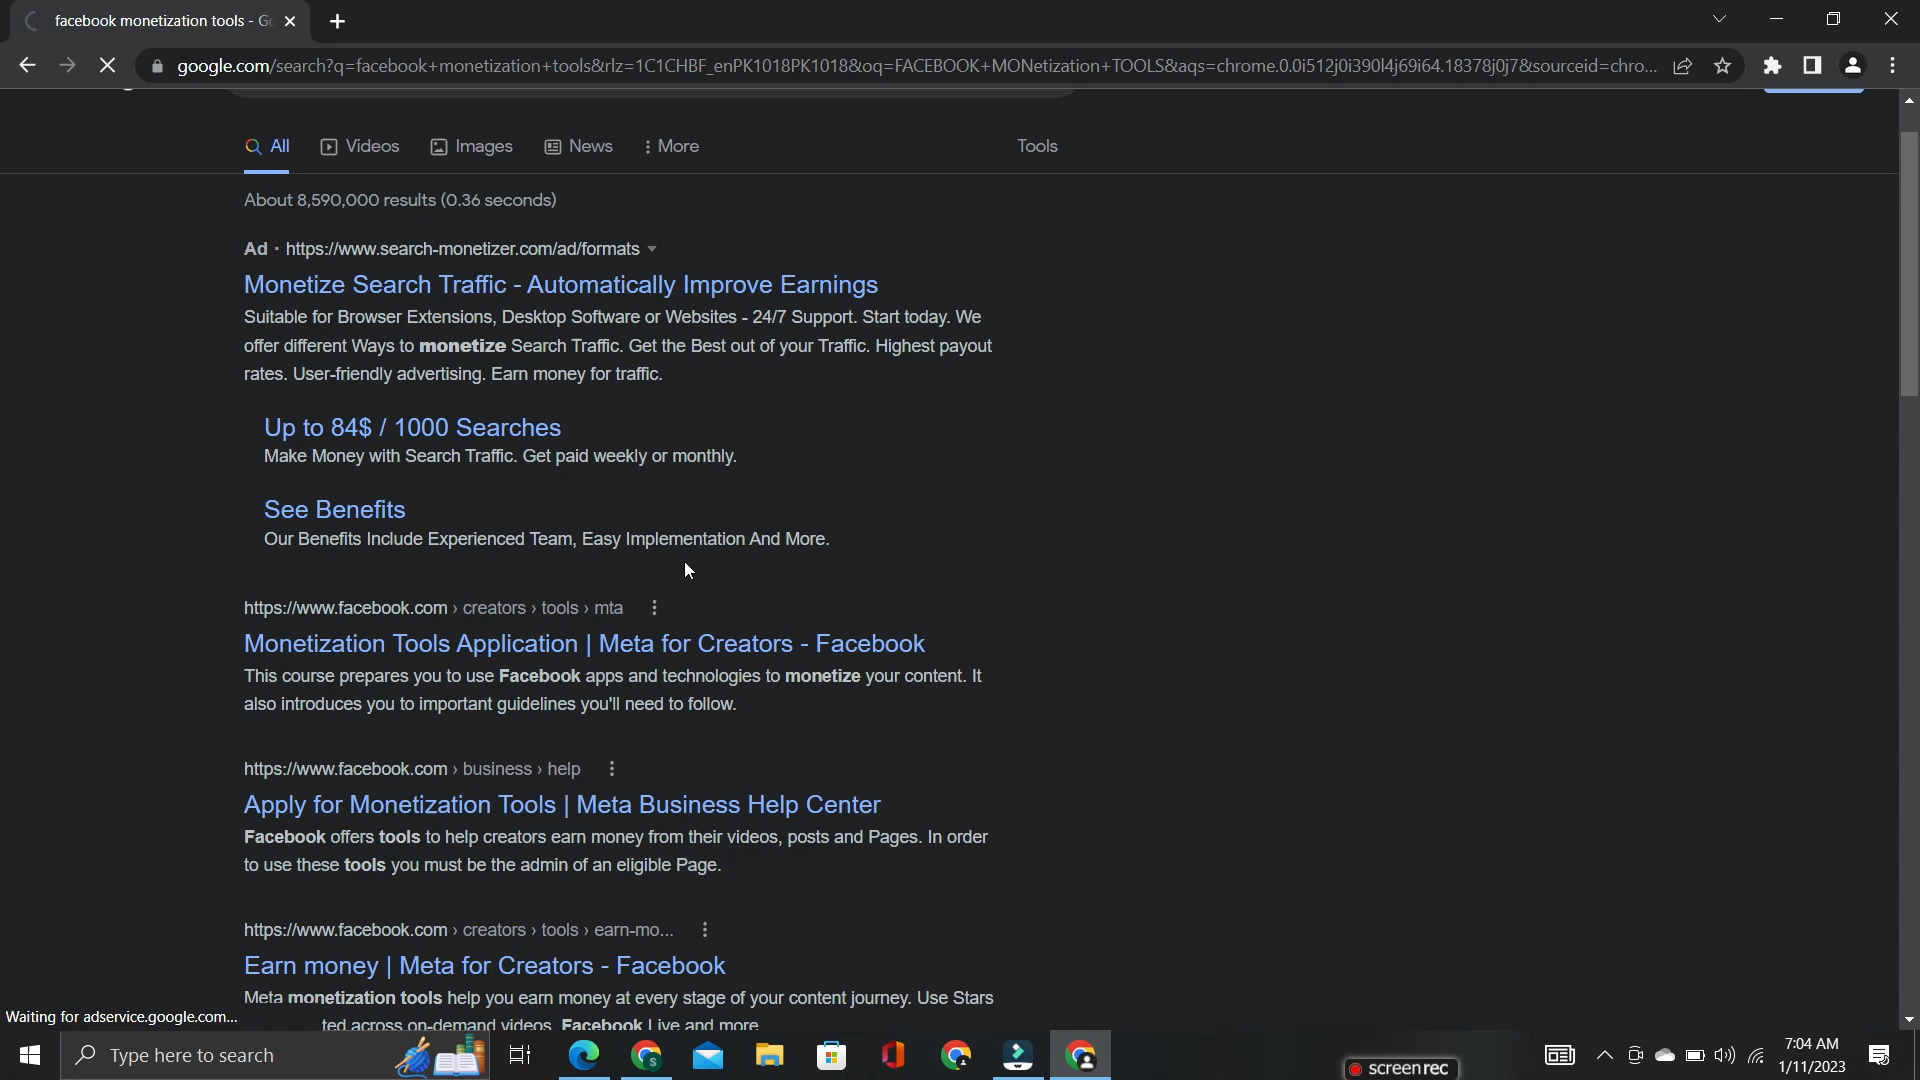 facebook monetization tools - Go
google.com/search?q=facebook+monetization+tools&rlz=1C1CHBF_enPK1018PK1018&oq=FACEBOOK+MONetization+TOOLS&aqs=chrome.0.0i512j0i390l4j69i64.18378j0j7&sourceid=chro...
All Videos Images News More Tools
About 8,590,000 results (0.36 seconds)
Ad · https://www.search-monetizer.com/ad/formats
Monetize Search Traffic - Automatically Improve Earnings
Suitable for Browser Extensions, Desktop Software or Websites - 24/7 Support. Start today. We
offer different Ways to monetize Search Traffic. Get the Best out of your Traffic. Highest payout
rates. User-friendly advertising. Earn money for traffic.
Up to 84$ / 1000 Searches
Make Money with Search Traffic. Get paid weekly or monthly.
See Benefits
Our Benefits Include Experienced Team, Easy Implementation And More.
https://www.facebook.com › creators › tools › mta
Monetization Tools Application | Meta for Creators - Facebook
This course prepares you to use Facebook apps and technologies to monetize your content. It
also introduces you to important guidelines you'll need to follow.
https://www.facebook.com › business › help
Apply for Monetization Tools | Meta Business Help Center
Facebook offers tools to help creators earn money from their videos, posts and Pages. In order
to use these tools you must be the admin of an eligible Page.
https://www.facebook.com › creators › tools › earn-mo...
Earn money | Meta for Creators - Facebook
Meta monetization tools help you earn money at every stage of your content journey. Use Stars
ted across on-demand videos, Facebook Live and more
Waiting for adservice.google.com...
Type here to search
screenrec
7:04 AM
1/11/2023